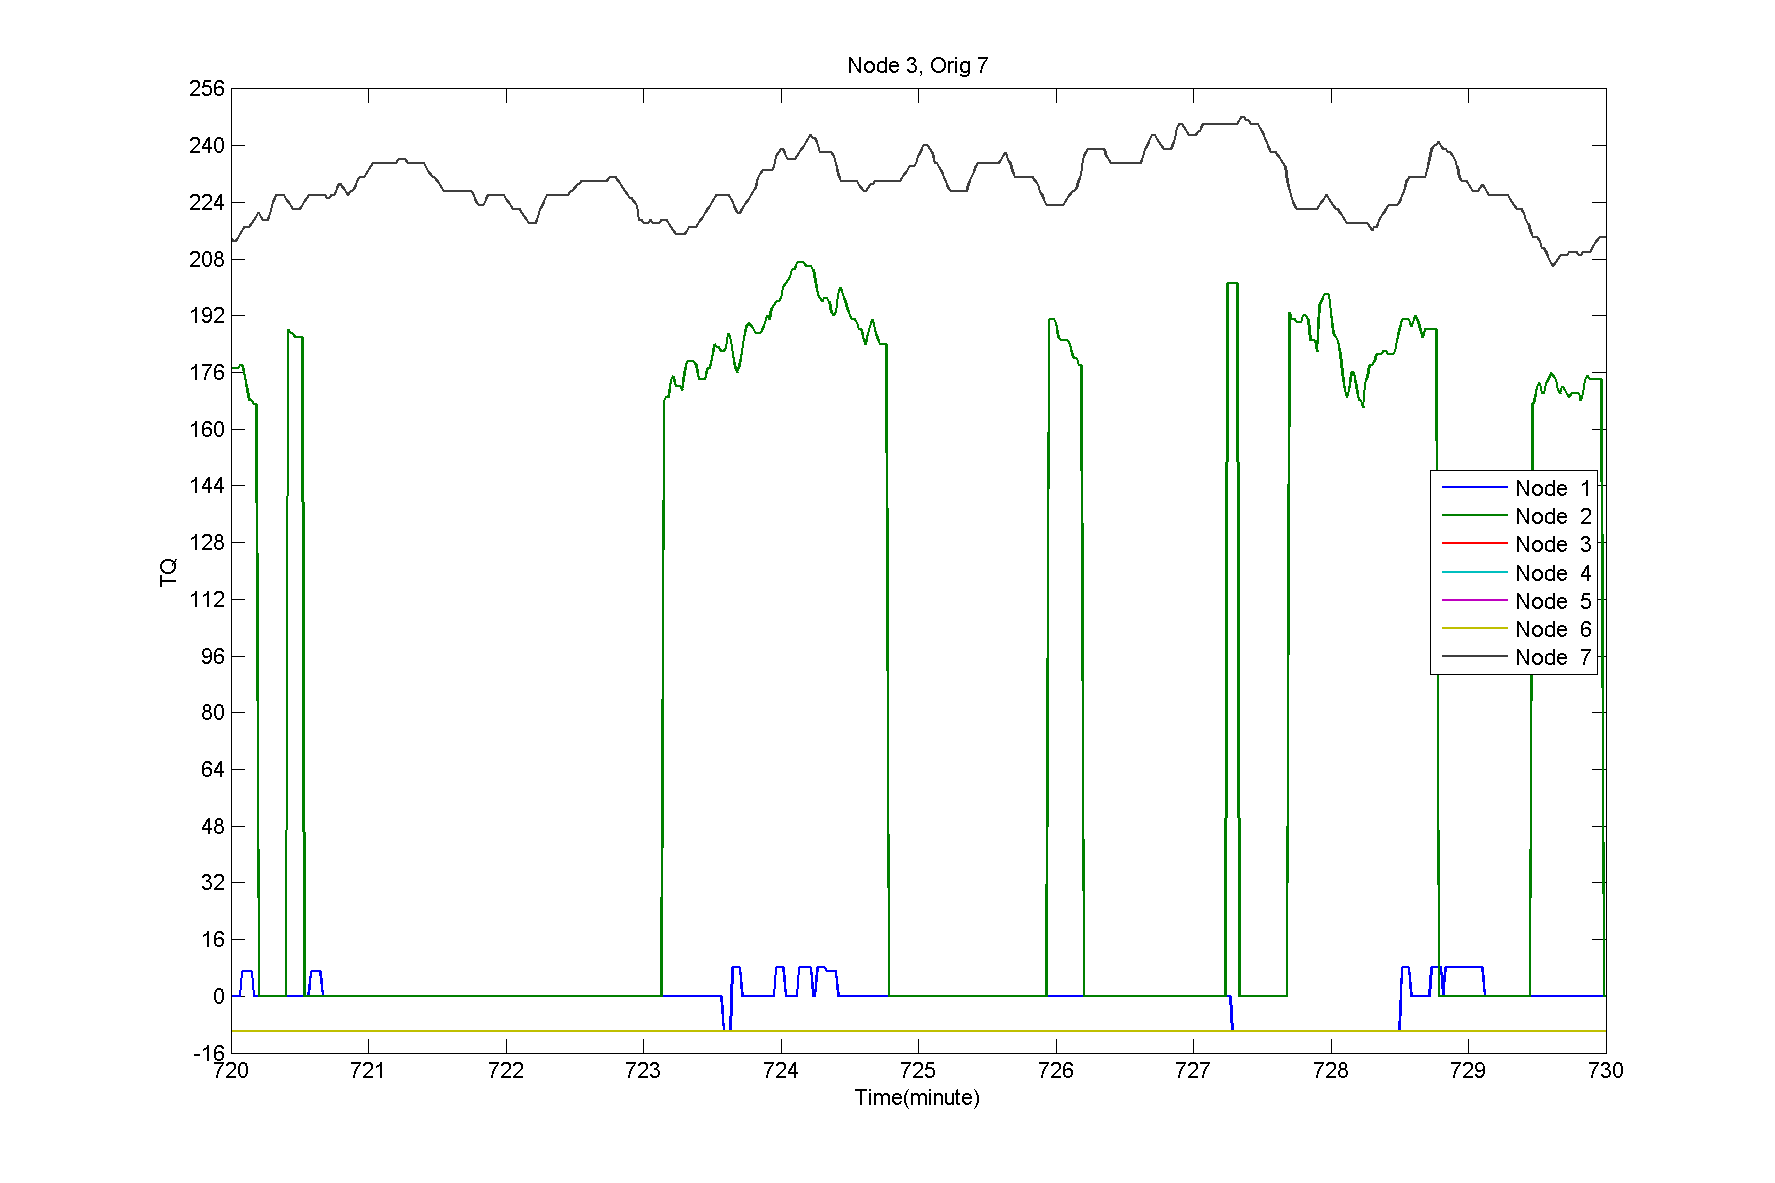 Node 3, Orig 7
256
240
224
208
192
176
160
144
128
112
96
80
64
48
32
16
0
-16
TQ
720 721 722 723 724 725 726 727 728 729 730
Time(minute)
Node 1
Node 2
Node 3
Node 4
Node 5
Node 6
Node 7